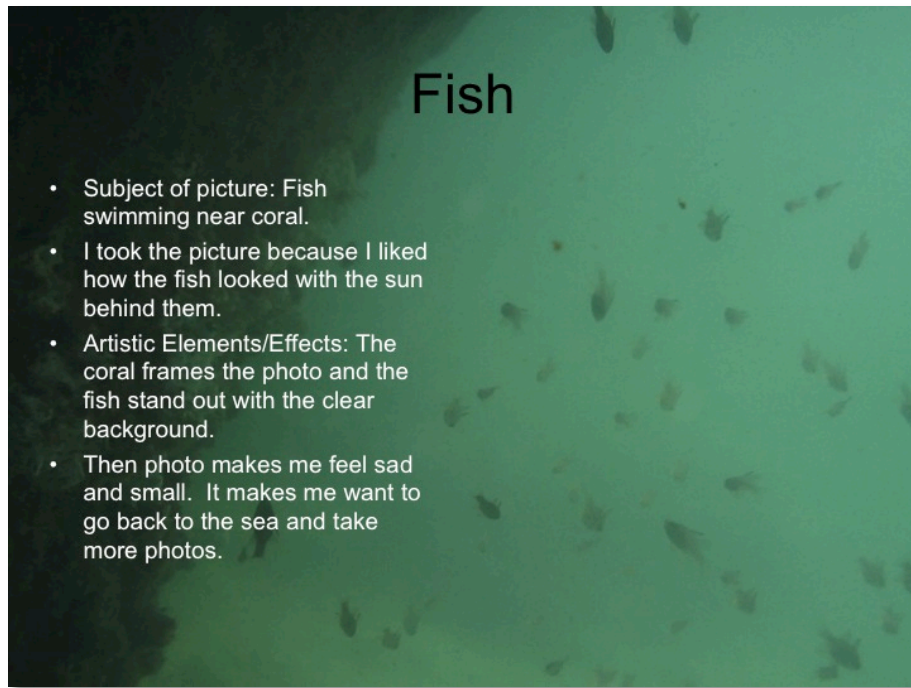 Fish
• Subject of picture: Fish
swimming near coral.
• I took the picture because I liked
how the fish looked with the sun
behind them.
• Artistic Elements/Effects: The
coral frames the photo and the
fish stand out with the clear
background.
• Then photo makes me feel sad
and small.  It makes me want to
go back to the sea and take
more photos.